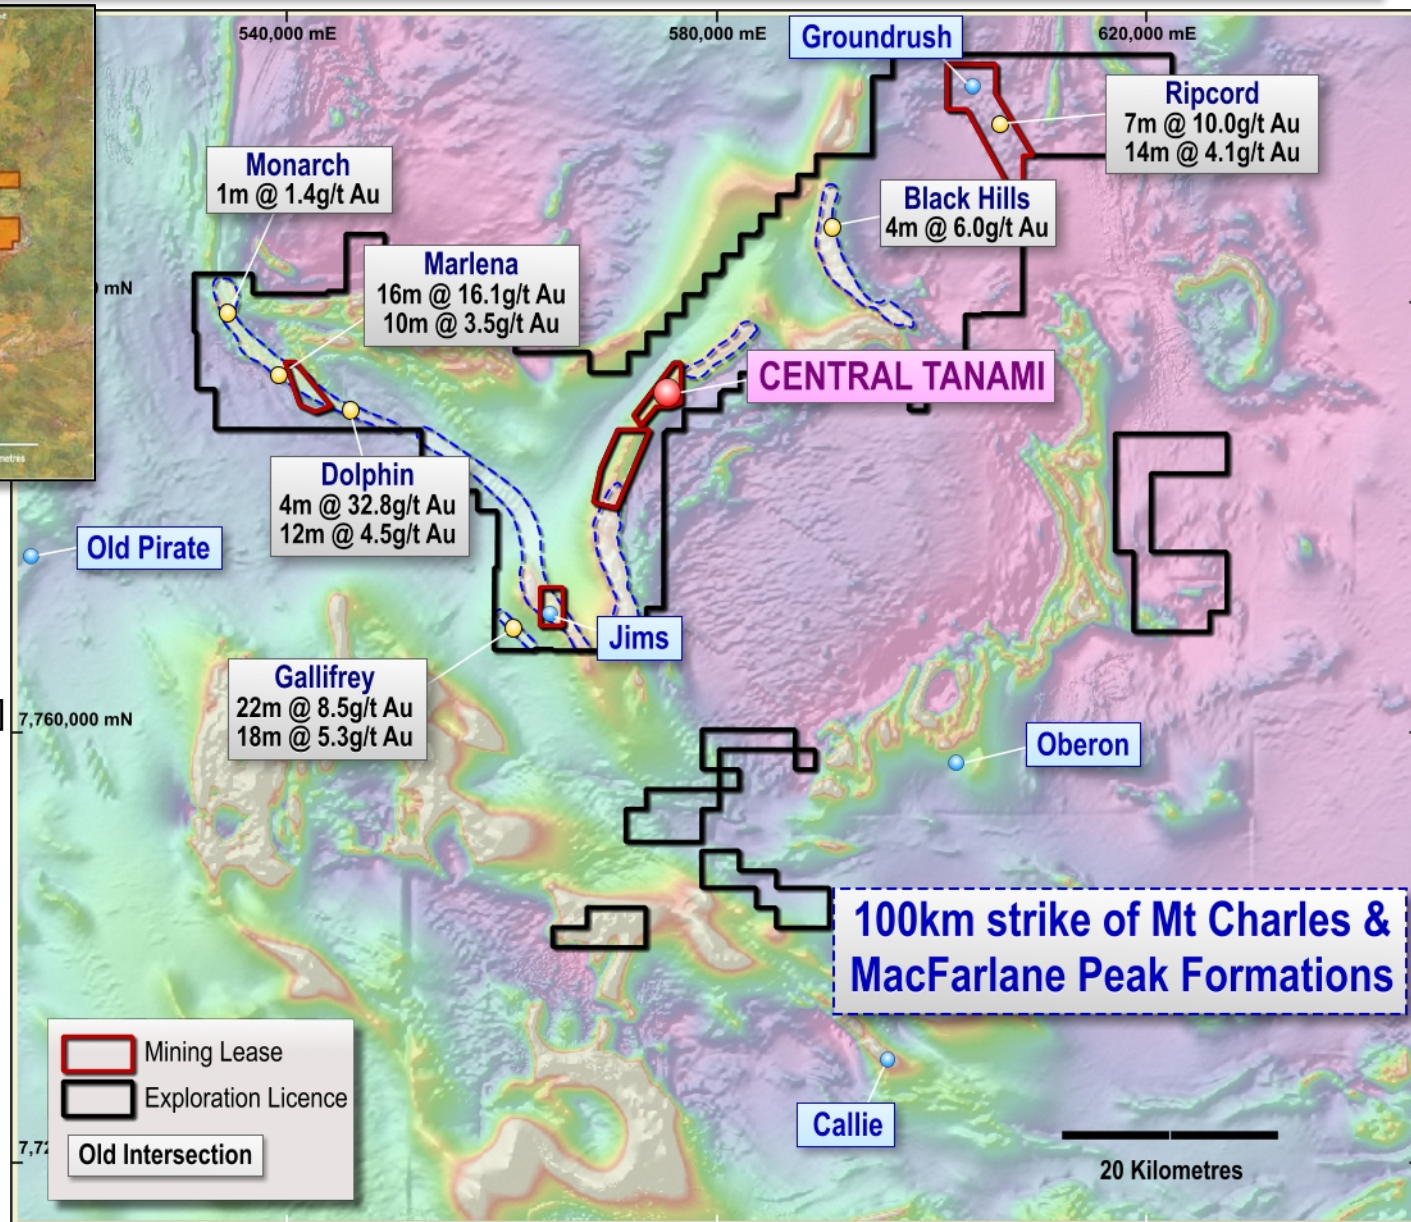 540,000 mE
580,000 mE
620,000 mE
Groundrush
Ripcord
7m @ 10.0g/t Au
14m @ 4.1g/t Au
Monarch
1m @ 1.4g/t Au
Black Hills
4m @ 6.0g/t Au
Marlena
16m @ 16.1g/t Au
10m @ 3.5g/t Au
mN
CENTRAL TANAMI
Dolphin
4m @ 32.8g/t Au
12m @ 4.5g/t Au
Old Pirate
Jims
Gallifrey
22m @ 8.5g/t Au
18m @ 5.3g/t Au
7,760,000 mN
Oberon
100km strike of Mt Charles &
MacFarlane Peak Formations
Mining Lease
Exploration Licence
Old Intersection
7,72
Callie
20 Kilometres